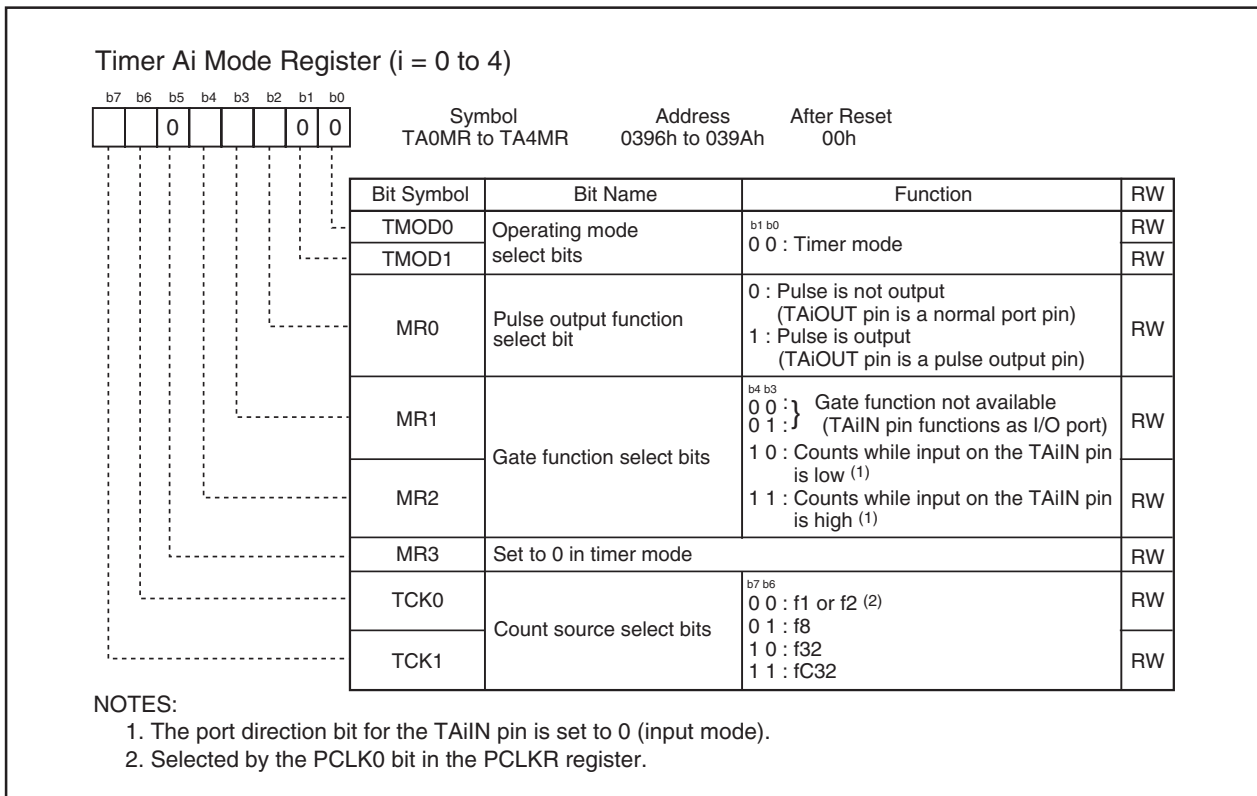 Timer Ai Mode Register (i = 0 to 4)
b7 b6 b5 b4 b3 b2 b1 b0
0 0 0
Symbol Address After Reset
TA0MR to TA4MR 0396h to 039Ah 00h
Bit Symbol Bit Name Function RW
TMOD0 Operating mode select bits b1 b0 RW
TMOD1 0 0 : Timer mode RW
MR0 Pulse output function select bit 0 : Pulse is not output RW
(TAiOUT pin is a normal port pin)
1 : Pulse is output
(TAiOUT pin is a pulse output pin)
MR1 Gate function select bits b4 b3 RW
0 0 :
0 1 : } Gate function not available
(TAiIN pin functions as I/O port)
1 0 : Counts while input on the TAiIN pin
is low (1)
MR2 1 1 : Counts while input on the TAiIN pin RW
is high (1)
MR3 Set to 0 in timer mode RW
TCK0 Count source select bits b7 b6 RW
0 0 : f1 or f2 (2)
0 1 : f8
TCK1 1 0 : f32 RW
1 1 : fC32
NOTES:
1. The port direction bit for the TAiIN pin is set to 0 (input mode).
2. Selected by the PCLK0 bit in the PCLKR register.